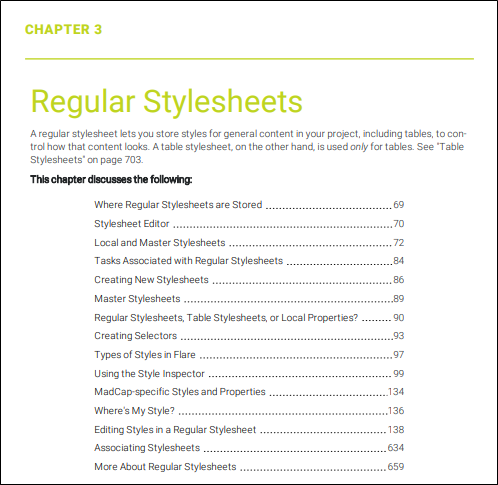 CHAPTER 3
Regular Stylesheets
A regular stylesheet lets you store styles for general content in your project, including tables, to con-
trol how that content looks. A table stylesheet, on the other hand, is used only for tables. See "Table
Stylesheets" on page 703.
This chapter discusses the following:
Where Regular Stylesheets are Stored 69
Stylesheet Editor 70
Local and Master Stylesheets 72
Tasks Associated with Regular Stylesheets 84
Creating New Stylesheets 86
Master Stylesheets 89
Regular Stylesheets, Table Stylesheets, or Local Properties? 90
Creating Selectors 93
Types of Styles in Flare 97
Using the Style Inspector 99
MadCap-specific Styles and Properties 134
Where's My Style? 136
Editing Styles in a Regular Stylesheet 138
Associating Stylesheets 634
More About Regular Stylesheets 659